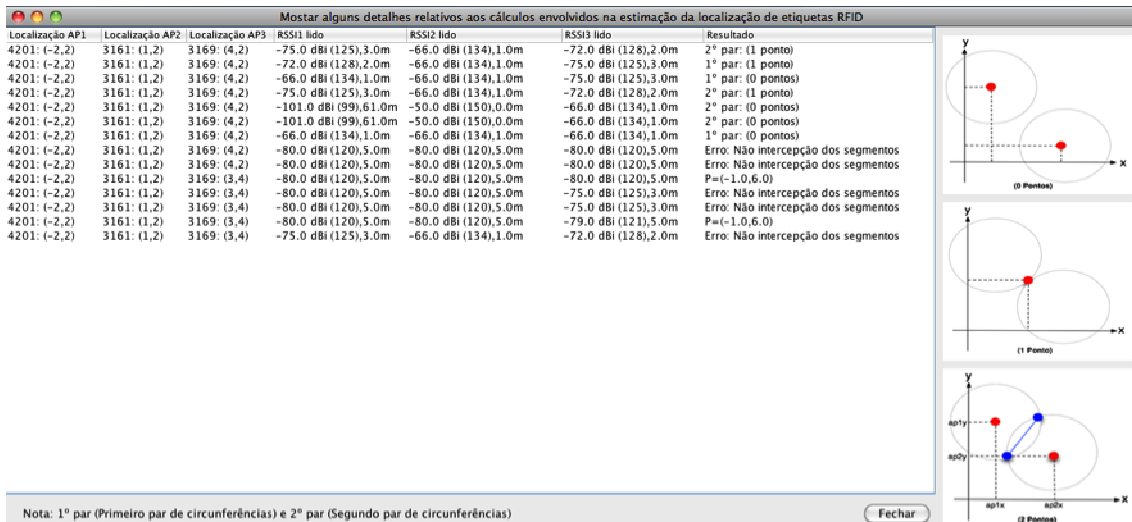 Mostar alguns detalhes relativos aos cálculos envolvidos na estimação da localização de etiquetas RFID
Localização AP1 Localização AP2 Localização AP3 RSSI1 lido RSSI2 lido RSSI3 lido Resultado
4201: (-2,2) 3161: (1,2) 3169: (4,2) -75.0 dBi (125),3.0m -66.0 dBi (134),1.0m -72.0 dBi (128),2.0m 2º par: (1 ponto)
4201: (-2,2) 3161: (1,2) 3169: (4,2) -72.0 dBi (128),2.0m -66.0 dBi (134),1.0m -75.0 dBi (125),3.0m 1º par: (1 ponto)
4201: (-2,2) 3161: (1,2) 3169: (4,2) -66.0 dBi (134),1.0m -66.0 dBi (134),1.0m -75.0 dBi (125),3.0m 1º par: (0 pontos)
4201: (-2,2) 3161: (1,2) 3169: (4,2) -75.0 dBi (125),3.0m -66.0 dBi (134),1.0m -72.0 dBi (128),2.0m 2º par: (1 ponto)
4201: (-2,2) 3161: (1,2) 3169: (4,2) -101.0 dBi (99),61.0m -50.0 dBi (150),0.0m -66.0 dBi (134),1.0m 2º par: (0 pontos)
4201: (-2,2) 3161: (1,2) 3169: (4,2) -101.0 dBi (99),61.0m -50.0 dBi (150),0.0m -66.0 dBi (134),1.0m 2º par: (0 pontos)
4201: (-2,2) 3161: (1,2) 3169: (4,2) -66.0 dBi (134),1.0m -66.0 dBi (134),1.0m -66.0 dBi (134),1.0m 1º par: (0 pontos)
4201: (-2,2) 3161: (1,2) 3169: (4,2) -80.0 dBi (120),5.0m -80.0 dBi (120),5.0m -80.0 dBi (120),5.0m Erro: Não intercepção dos segmentos
4201: (-2,2) 3161: (1,2) 3169: (4,2) -80.0 dBi (120),5.0m -80.0 dBi (120),5.0m -80.0 dBi (120),5.0m Erro: Não intercepção dos segmentos
4201: (-2,2) 3161: (1,2) 3169: (3,4) -80.0 dBi (120),5.0m -80.0 dBi (120),5.0m -80.0 dBi (120),5.0m P=(-1.0,6.0)
4201: (-2,2) 3161: (1,2) 3169: (3,4) -80.0 dBi (120),5.0m -80.0 dBi (120),5.0m -75.0 dBi (125),3.0m Erro: Não intercepção dos segmentos
4201: (-2,2) 3161: (1,2) 3169: (3,4) -80.0 dBi (120),5.0m -80.0 dBi (120),5.0m -75.0 dBi (125),3.0m Erro: Não intercepção dos segmentos
4201: (-2,2) 3161: (1,2) 3169: (3,4) -80.0 dBi (120),5.0m -80.0 dBi (120),5.0m -79.0 dBi (121),5.0m P=(-1.0,6.0)
4201: (-2,2) 3161: (1,2) 3169: (3,4) -75.0 dBi (125),3.0m -66.0 dBi (134),1.0m -72.0 dBi (128),2.0m Erro: Não intercepção dos segmentos
y
x
(0 Pontos)
y
x
(1 Ponto)
y
ap1y
ap2y
x
ap1x ap2x
(2 Pontos)
Nota: 1º par (Primeiro par de circunferências) e 2º par (Segundo par de circunferências)
Fechar